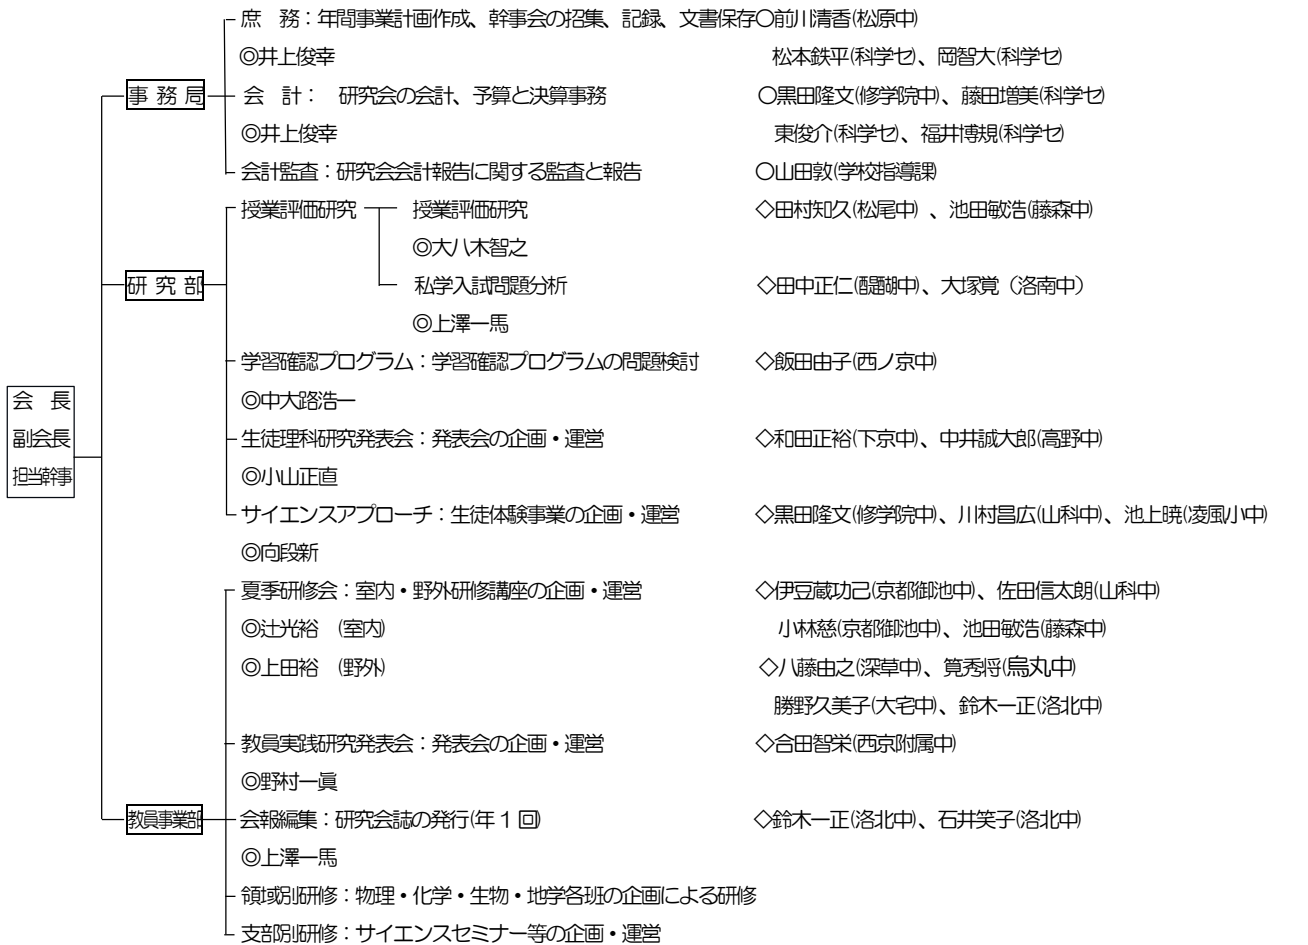 庶　務：年間事業計画作成、幹事会の招集、記録、文書保存〇前川清香(松原中)
◎井上俊幸　松本鉄平(科学セ)、岡智大(科学セ)
事 務 局　会　計：　研究会の会計、予算と決算事務　〇黒田隆文(修学院中)、藤田増美(科学セ)
◎井上俊幸　東俊介(科学セ)、福井博規(科学セ)
会計監査：研究会会計報告に関する監査と報告　〇山田敦(学校指導課)
授業評価研究　授業評価研究　◇田村知久(松尾中) 、池田敏浩(藤森中)
◎大八木智之
研 究 部　私学入試問題分析　◇田中正仁(醍醐中)、大塚覚（洛南中）
◎上澤一馬
学習確認プログラム：学習確認プログラムの問題検討　◇飯田由子(西ノ京中)
会　長　◎中大路浩一
副会長　生徒理科研究発表会：発表会の企画・運営　◇和田正裕(下京中)、中井誠大郎(高野中)
担当幹事　◎小山正直
サイエンスアプローチ：生徒体験事業の企画・運営　◇黒田隆文(修学院中)、川村昌広(山科中)、池上暁(凌風小中)
◎向段新
夏季研修会：室内・野外研修講座の企画・運営　◇伊豆蔵功己(京都御池中)、佐田信太朗(山科中)
◎辻光裕　(室内)　小林慈(京都御池中)、池田敏浩(藤森中)
◎上田裕　(野外)　◇八藤由之(深草中)、筧秀将(烏丸中)
勝野久美子(大宅中)、鈴木一正(洛北中)
教員実践研究発表会：発表会の企画・運営　◇合田智栄(西京附属中)
◎野村一眞
教員事業部　会報編集：研究会誌の発行(年１回)　◇鈴木一正(洛北中)、石井笑子(洛北中)
◎上澤一馬
領域別研修：物理・化学・生物・地学各班の企画による研修
支部別研修：サイエンスセミナー等の企画・運営